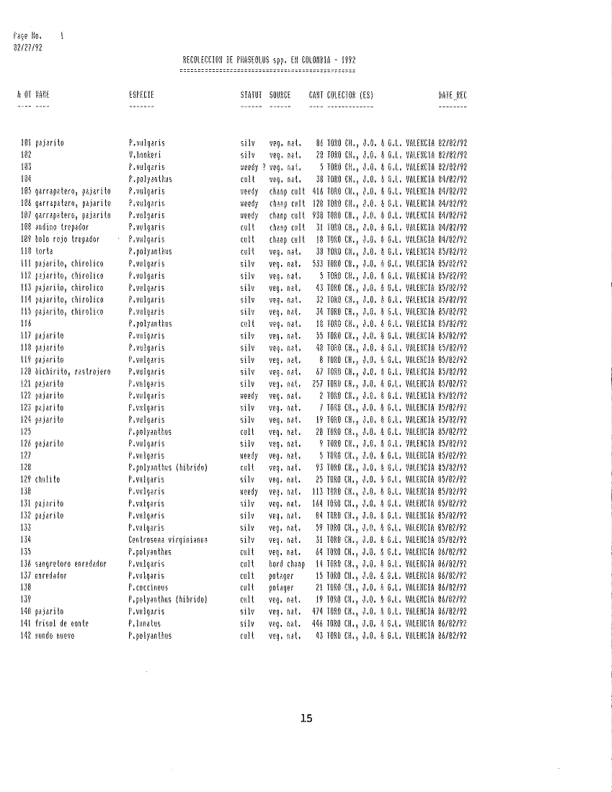 Page No. 1
02/27/92
RECOLECCION DE PHASEOLUS spp. EN COLOMBIA - 1992
================================================
& OT NAME ESPECIE STATUT SOURCE CANT COLECTOR (ES) DATE_REC
---- ---- ------- ------ ------ ---- ------------- --------
101 pajarito P.vulgaris silv veg. nat. 86 TORO CH., J.O. & G.L. VALENCIA 02/02/92
102 V.hookeri silv veg. nat. 20 TORO CH., J.O. & G.L. VALENCIA 02/02/92
103 P.vulgaris weedy ? veg. nat. 5 TORO CH., J.O. & G.L. VALENCIA 02/02/92
104 P.polyanthus cult veg. nat. 38 TORO CH., J.O. & G.L. VALENCIA 04/02/92
105 garrapatero, pajarito P.vulgaris weedy champ cult 416 TORO CH., J.O. & G.L. VALENCIA 04/02/92
106 garrapatero, pajarito P.vulgaris weedy champ cult 120 TORO CH., J.O. & G.L. VALENCIA 04/02/92
107 garrapatero, pajarito P.vulgaris weedy champ cult 938 TORO CH., J.O. & G.L. VALENCIA 04/02/92
108 andino trepador P.vulgaris cult champ cult 31 TORO CH., J.O. & G.L. VALENCIA 04/02/92
109 bolo rojo trepador P.vulgaris cult champ cult 18 TORO CH., J.O. & G.L. VALENCIA 04/02/92
110 torta P.polyanthus cult veg. nat. 38 TORO CH., J.O. & G.L. VALENCIA 05/02/92
111 pajarito, chirolico P.vulgaris silv veg. nat. 533 TORO CH., J.O. & G.L. VALENCIA 05/02/92
112 pajarito, chirolico P.vulgaris silv veg. nat. 5 TORO CH., J.O. & G.L. VALENCIA 05/02/92
113 pajarito, chirolico P.vulgaris silv veg. nat. 43 TORO CH., J.O. & G.L. VALENCIA 05/02/92
114 pajarito, chirolico P.vulgaris silv veg. nat. 32 TORO CH., J.O. & G.L. VALENCIA 05/02/92
115 pajarito, chirolico P.vulgaris silv veg. nat. 34 TORO CH., J.O. & G.L. VALENCIA 05/02/92
116 P.polyanthus cult veg. nat. 18 TORO CH., J.O. & G.L. VALENCIA 05/02/92
117 pajarito P.vulgaris silv veg. nat. 55 TORO CH., J.O. & G.L. VALENCIA 05/02/92
118 pajarito P.vulgaris silv veg. nat. 40 TORO CH., J.O. & G.L. VALENCIA 05/02/92
119 pajarito P.vulgaris silv veg. nat. 8 TORO CH., J.O. & G.L. VALENCIA 05/02/92
120 bichirito, rastrojero P.vulgaris silv veg. nat. 67 TORO CH., J.O. & G.L. VALENCIA 05/02/92
121 pajarito P.vulgaris silv veg. nat. 257 TORO CH., J.O. & G.L. VALENCIA 05/02/92
122 pajarito P.vulgaris weedy veg. nat. 2 TORO CH., J.O. & G.L. VALENCIA 05/02/92
123 pajarito P.vulgaris silv veg. nat. 7 TORO CH., J.O. & G.L. VALENCIA 05/02/92
124 pajarito P.vulgaris silv veg. nat. 19 TORO CH., J.O. & G.L. VALENCIA 05/02/92
125 P.polyanthus cult veg. nat. 20 TORO CH., J.O. & G.L. VALENCIA 05/02/92
126 pajarito P.vulgaris silv veg. nat. 9 TORO CH., J.O. & G.L. VALENCIA 05/02/92
127 P.vulgaris weedy veg. nat. 5 TORO CH., J.O. & G.L. VALENCIA 05/02/92
128 P.polyanthus (hibrido) cult veg. nat. 93 TORO CH., J.O. & G.L. VALENCIA 05/02/92
129 chulito P.vulgaris silv veg. nat. 25 TORO CH., J.O. & G.L. VALENCIA 05/02/92
130 P.vulgaris weedy veg. nat. 113 TORO CH., J.O. & G.L. VALENCIA 05/02/92
131 pajarito P.vulgaris silv veg. nat. 164 TORO CH., J.O. & G.L. VALENCIA 05/02/92
132 pajarito P.vulgaris silv veg. nat. 84 TORO CH., J.O. & G.L. VALENCIA 05/02/92
133 P.vulgaris silv veg. nat. 59 TORO CH., J.O. & G.L. VALENCIA 05/02/92
134 Centrosema virginianum silv veg. nat. 31 TORO CH., J.O. & G.L. VALENCIA 05/02/92
135 P.polyanthus cult veg. nat. 64 TORO CH., J.O. & G.L. VALENCIA 06/02/92
136 sangretoro enredador P.vulgaris cult bord champ 14 TORO CH., J.O. & G.L. VALENCIA 06/02/92
137 enredador P.vulgaris cult potager 15 TORO CH., J.O. & G.L. VALENCIA 06/02/92
138 P.coccineus cult potager 21 TORO CH., J.O. & G.L. VALENCIA 06/02/92
139 P.polyanthus (hibrido) cult veg. nat. 19 TORO CH., J.O. & G.L. VALENCIA 06/02/92
140 pajarito P.vulgaris silv veg. nat. 474 TORO CH., J.O. & G.L. VALENCIA 06/02/92
141 frisol de monte P.lunatus silv veg. nat. 446 TORO CH., J.O. & G.L. VALENCIA 06/02/92
142 mundo nuevo P.polyanthus cult veg. nat. 43 TORO CH., J.O. & G.L. VALENCIA 06/02/92
15